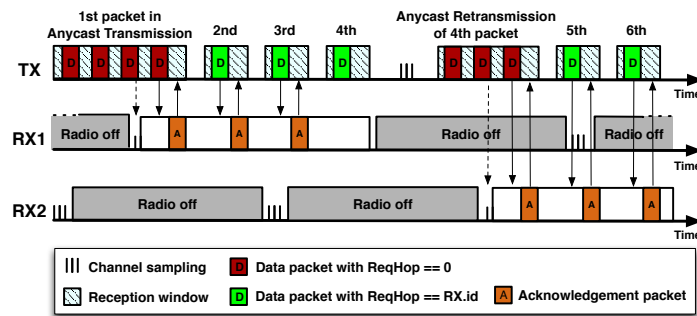 1st packet in
Anycast Transmission
2nd
3rd
4th
Anycast Retransmission
of 4th packet
5th
6th
TX
D
D
D
D
D
D
D
D
D
D
D
Time
RX1
Radio off
A
A
A
Radio off
Radio off
Time
RX2
Radio off
Radio off
A
A
A
Time
Channel sampling
D
Data packet with ReqHop == 0
Reception window
D
Data packet with ReqHop == RX.id
A
Acknowledgement packet